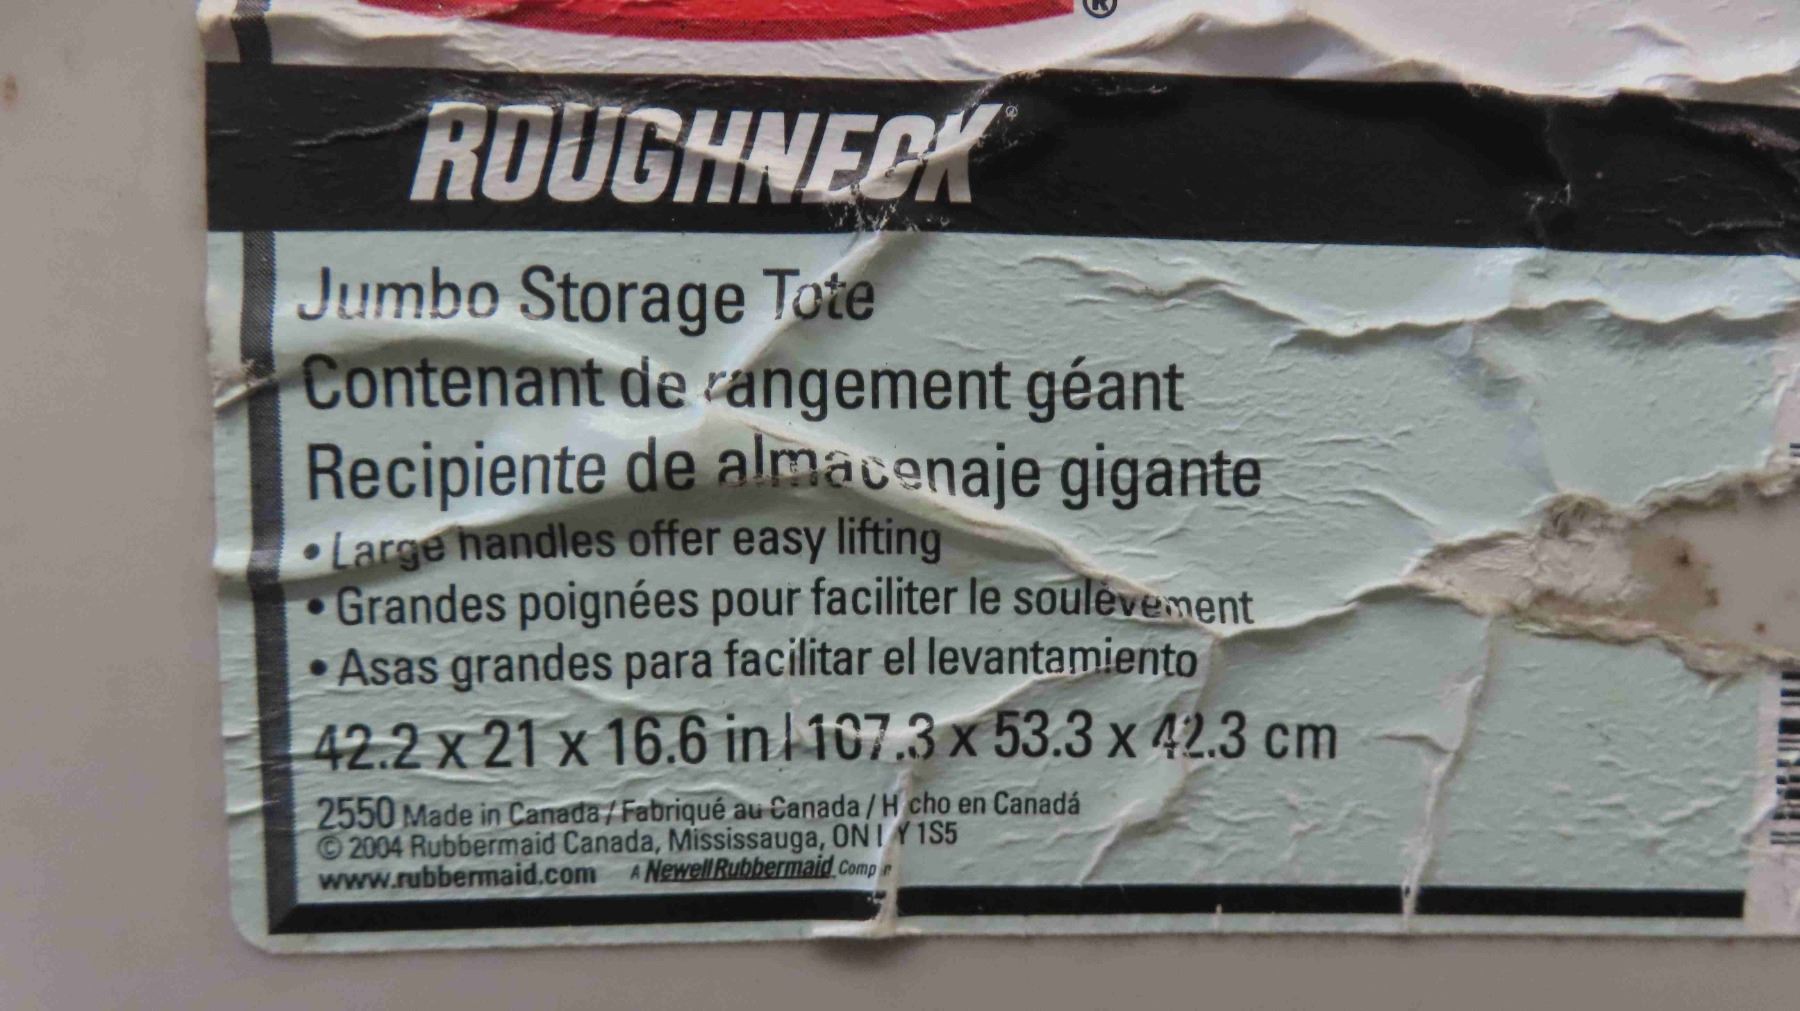 ®
ROUGHNECK®
Jumbo Storage Tote
Contenant de rangement géant
Recipiente de almacenaje gigante
• Large handles offer easy lifting
• Grandes poignées pour faciliter le soulèvement
• Asas grandes para facilitar el levantamiento
42.2 x 21 x 16.6 in | 107.3 x 53.3 x 42.3 cm
2550 Made in Canada / Fabriqué au Canada / H cho en Canadá
© 2004 Rubbermaid Canada, Mississauga, ON Y 1S5
www.rubbermaid.com A NewellRubbermaid Comp n